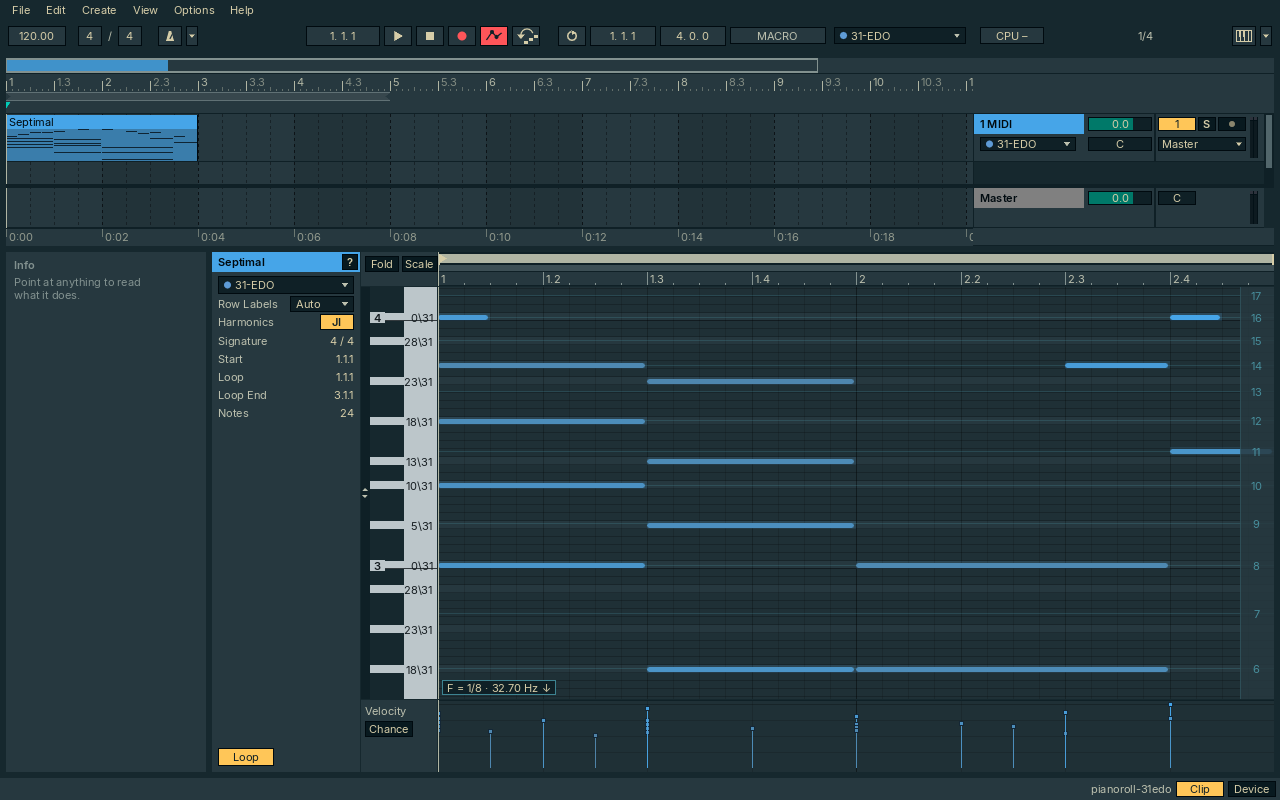 File Edit Create View Options Help
120.00 4 / 4 1. 1. 1 1. 1. 1 4. 0. 0 MACRO 31-EDO CPU – 1/4
1 1.3 2 2.3 3 3.3 4 4.3 5 5.3 6 6.3 7 7.3 8 8.3 9 9.3 10 10.3 1
Septimal
1 MIDI 0.0 1 S
31-EDO C Master
Master 0.0 C
0:00 0:02 0:04 0:06 0:08 0:10 0:12 0:14 0:16 0:18
Info
Point at anything to read
what it does.
Septimal ?
31-EDO
Row Labels Auto
Harmonics JI
Signature 4 / 4
Start 1.1.1
Loop 1.1.1
Loop End 3.1.1
Notes 24
Loop
Fold Scale
1 1.2 1.3 1.4 2 2.2 2.3 2.4
17
4 0\31 16
28\31 15
14
23\31
13
18\31 12
13\31 11
10\31 10
5\31 9
3 0\31 8
28\31
7
23\31
18\31 6
F = 1/8 · 32.70 Hz ↓
Velocity
Chance
pianoroll-31edo Clip Device